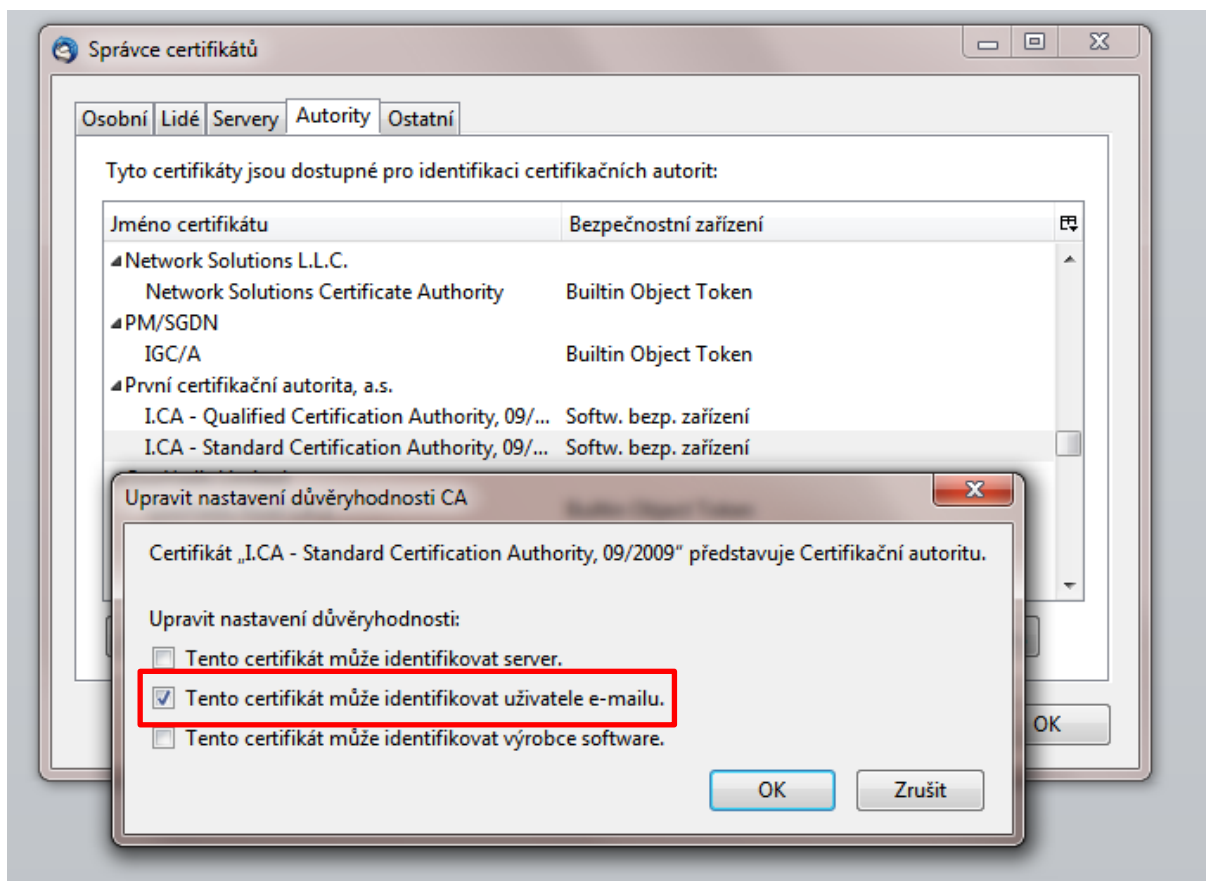 Správce certifikátů
Osobní Lidé Servery Autority Ostatní
Tyto certifikáty jsou dostupné pro identifikaci certifikačních autorit:
Jméno certifikátu Bezpečnostní zařízení
Network Solutions L.L.C.
Network Solutions Certificate Authority Builtin Object Token
PM/SGDN
IGC/A Builtin Object Token
První certifikační autorita, a.s.
I.CA - Qualified Certification Authority, 09/... Softw. bezp. zařízení
I.CA - Standard Certification Authority, 09/... Softw. bezp. zařízení
Upravit nastavení důvěryhodnosti CA
Certifikát „I.CA - Standard Certification Authority, 09/2009“ představuje Certifikační autoritu.
Upravit nastavení důvěryhodnosti:
Tento certifikát může identifikovat server.
Tento certifikát může identifikovat uživatele e-mailu.
Tento certifikát může identifikovat výrobce software.
OK Zrušit
OK